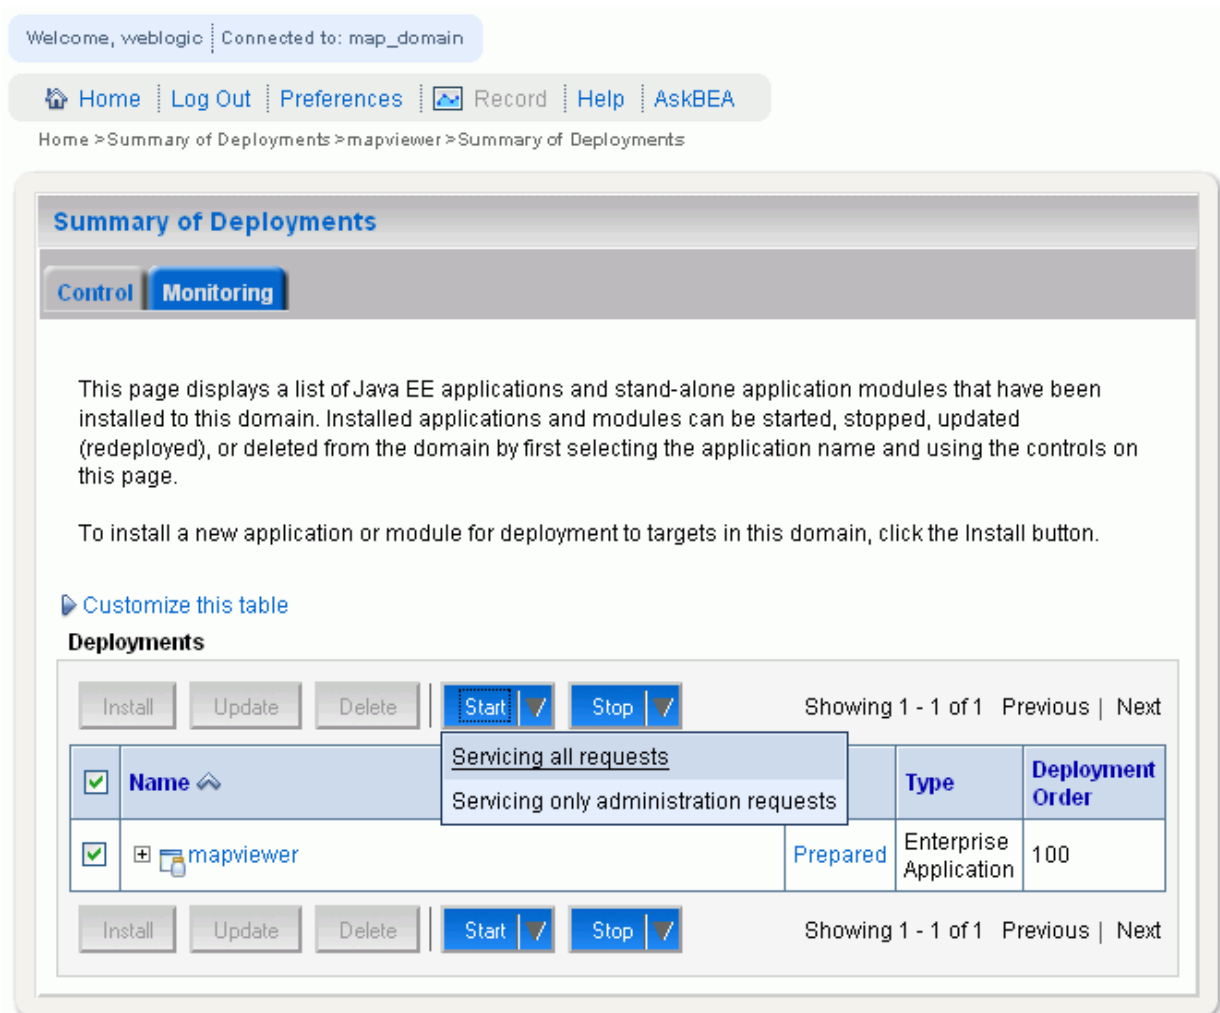 Welcome, weblogic Connected to: map_domain
Home Log Out Preferences Record Help AskBEA
Home >Summary of Deployments >mapviewer >Summary of Deployments
Summary of Deployments
Control Monitoring
This page displays a list of Java EE applications and stand-alone application modules that have been
installed to this domain. Installed applications and modules can be started, stopped, updated
(redeployed), or deleted from the domain by first selecting the application name and using the controls on
this page.
To install a new application or module for deployment to targets in this domain, click the Install button.
Customize this table
Deployments
Install Update Delete Start Stop Showing 1 - 1 of 1 Previous | Next
Servicing all requests
Servicing only administration requests
Name Type Deployment
Order
mapviewer Prepared Enterprise
Application 100
Install Update Delete Start Stop Showing 1 - 1 of 1 Previous | Next